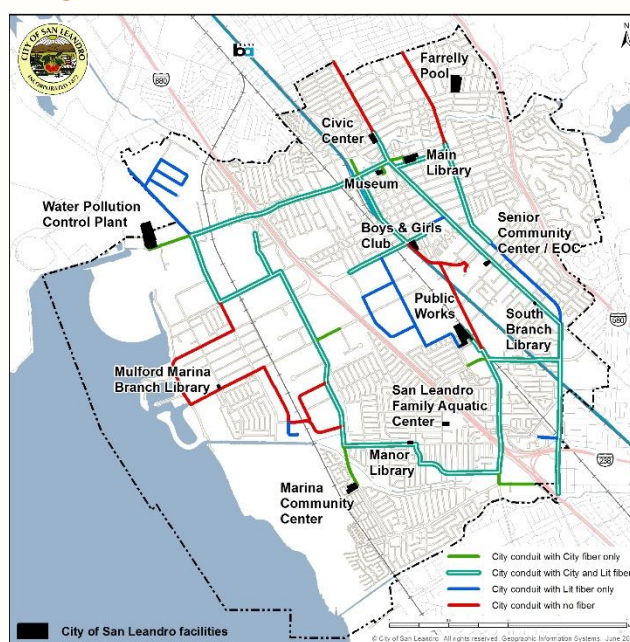 CITY OF SAN LEANDRO
INCORPORATED 1872
880
ba
N
Farrelly
Pool
Civic
Center
Main
Library
Museum
Water Pollution
Control Plant
Boys & Girls
Club
Senior
Community
Center / EOC
Public
Works
South
Branch
Library
580
Mulford Marina
Branch Library
San Leandro
Family Aquatic
Center
238
Manor
Library
Marina
Community
Center
City conduit with City fiber only
City conduit with City and Lit fiber
City conduit with Lit fiber only
City conduit with no fiber
City of San Leandro facilities
© City of San Leandro. All rights reserved. Geographic Information Systems. June 20